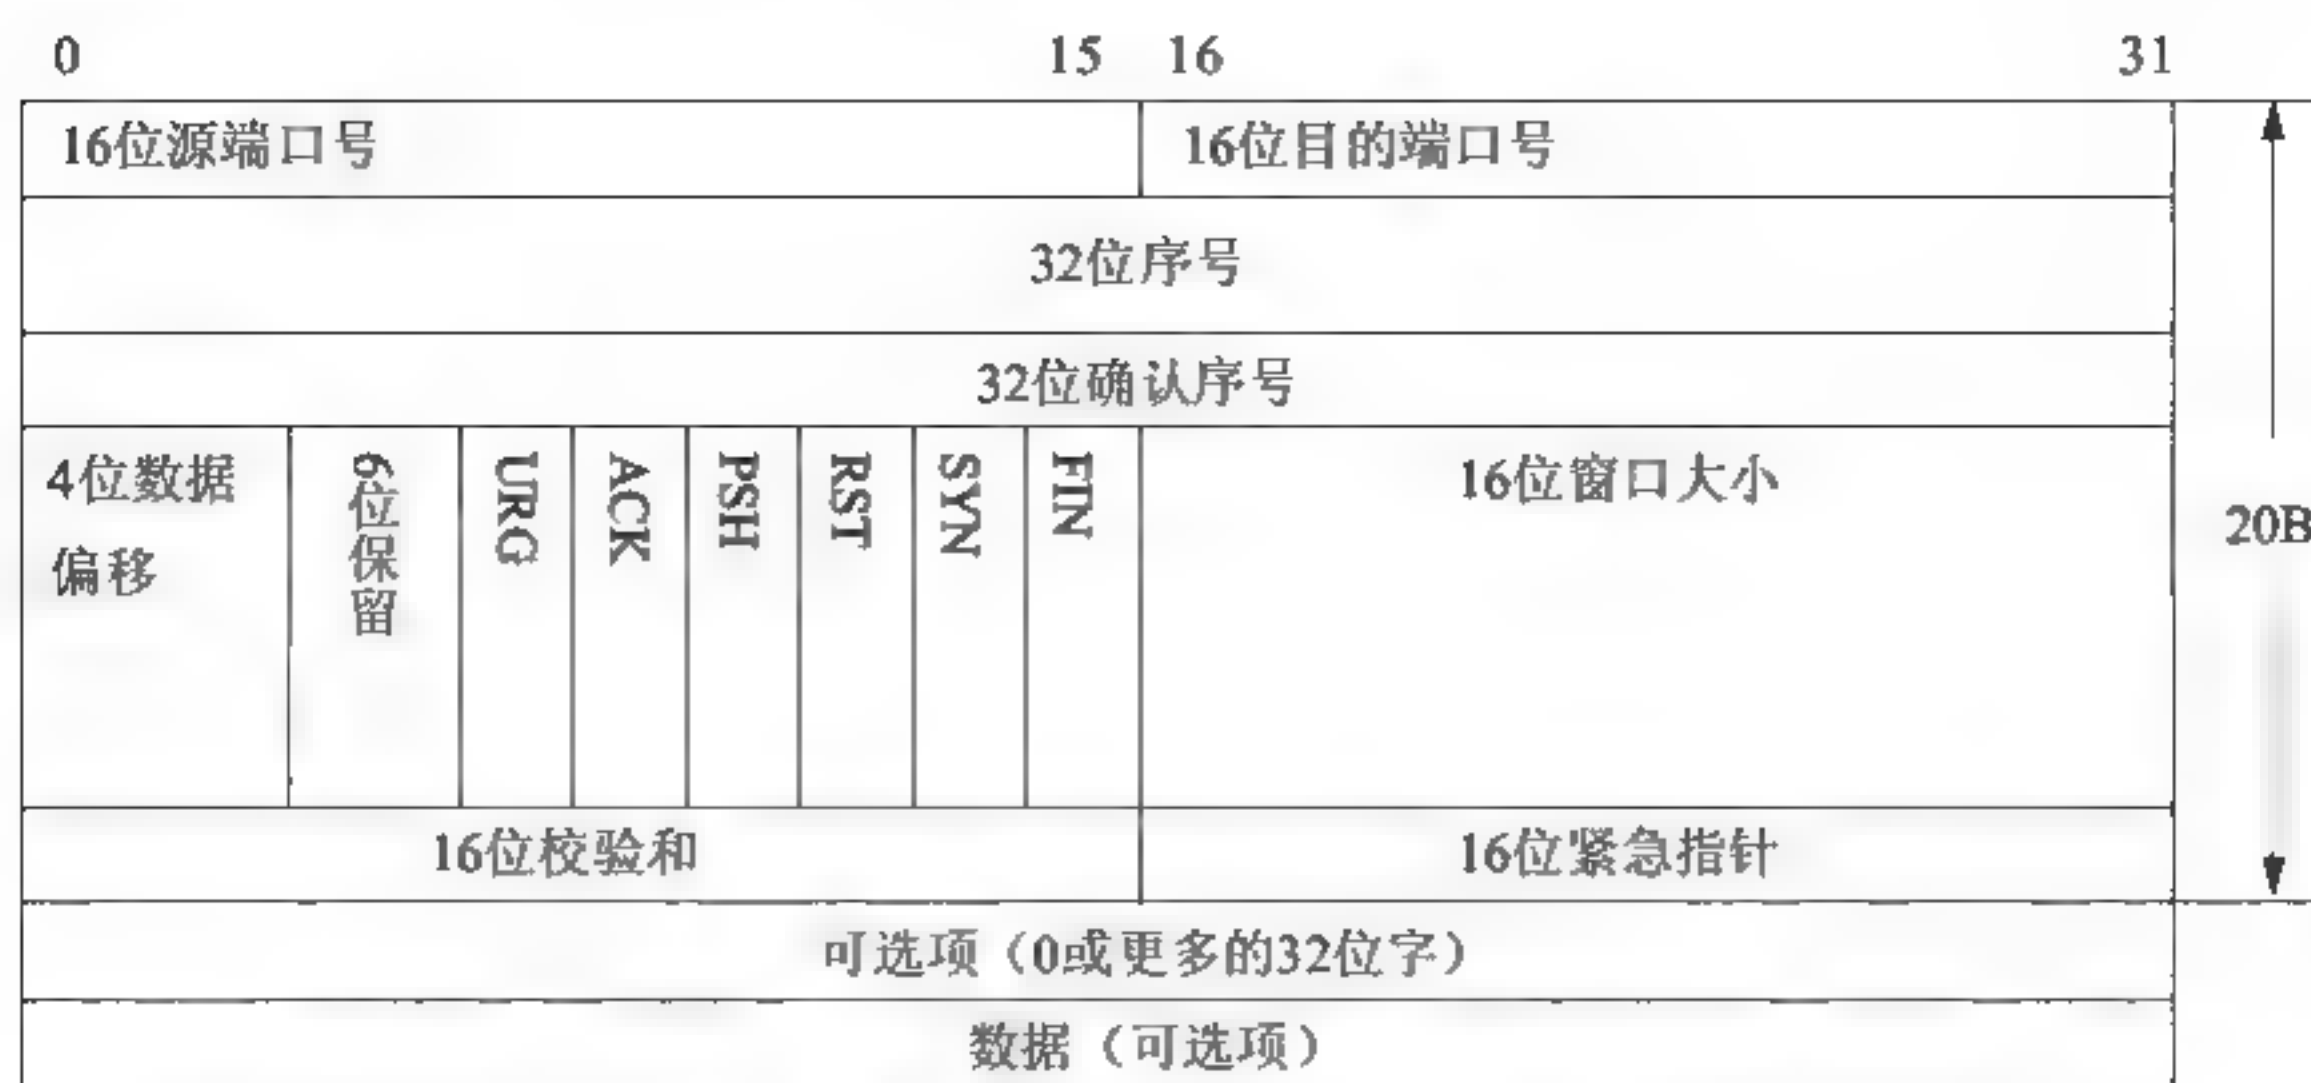 0 15 16 31
16位源端口号 16位目的端口号
32位序号
32位确认序号
4位数据偏移 6位保留 URG ACK PSH RST SYN FIN 16位窗口大小
20B
16位校验和 16位紧急指针
可选项（0或更多的32位字）
数据（可选项）